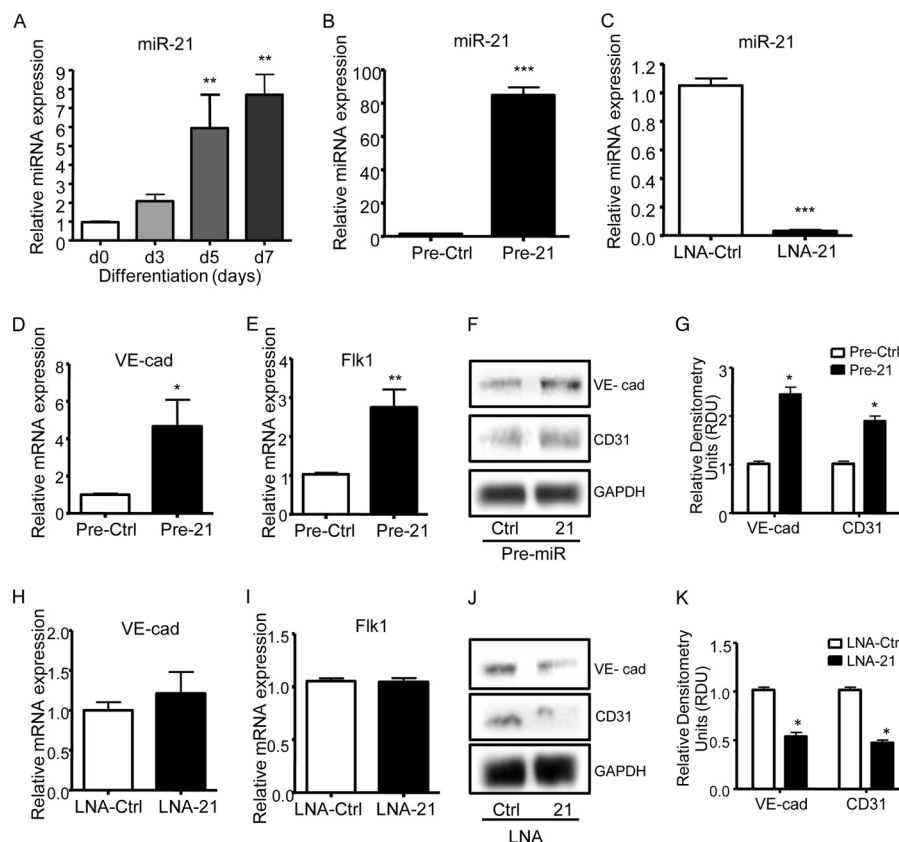 A
miR-21
Relative miRNA expression
10
9
8
7
6
5
4
3
2
1
0
**
**
d0 d3 d5 d7
Differentiation (days)
B
miR-21
Relative miRNA expression
100
80
60
40
20
0
***
Pre-Ctrl Pre-21
C
miR-21
Relative miRNA expression
1.2
1.0
0.8
0.6
0.4
0.2
0.0
***
LNA-Ctrl LNA-21
D
VE-cad
Relative mRNA expression
8
6
4
2
0
*
Pre-Ctrl Pre-21
E
Flk1
Relative mRNA expression
4
3
2
1
0
**
Pre-Ctrl Pre-21
F
VE- cad
CD31
GAPDH
Ctrl 21
Pre-miR
G
Relative Densitometry
Units (RDU)
3
2
1
0
Pre-Ctrl
Pre-21
*
*
VE-cad CD31
H
VE-cad
Relative mRNA expression
2.0
1.5
1.0
0.5
0.0
LNA-Ctrl LNA-21
I
Flk1
Relative mRNA expression
1.5
1.0
0.5
0.0
LNA-Ctrl LNA-21
J
VE- cad
CD31
GAPDH
Ctrl 21
LNA
K
Relative Densitometry
Units (RDU)
1.5
1.0
0.5
0.0
LNA-Ctr
LNA-21
*
*
VE-cad CD31